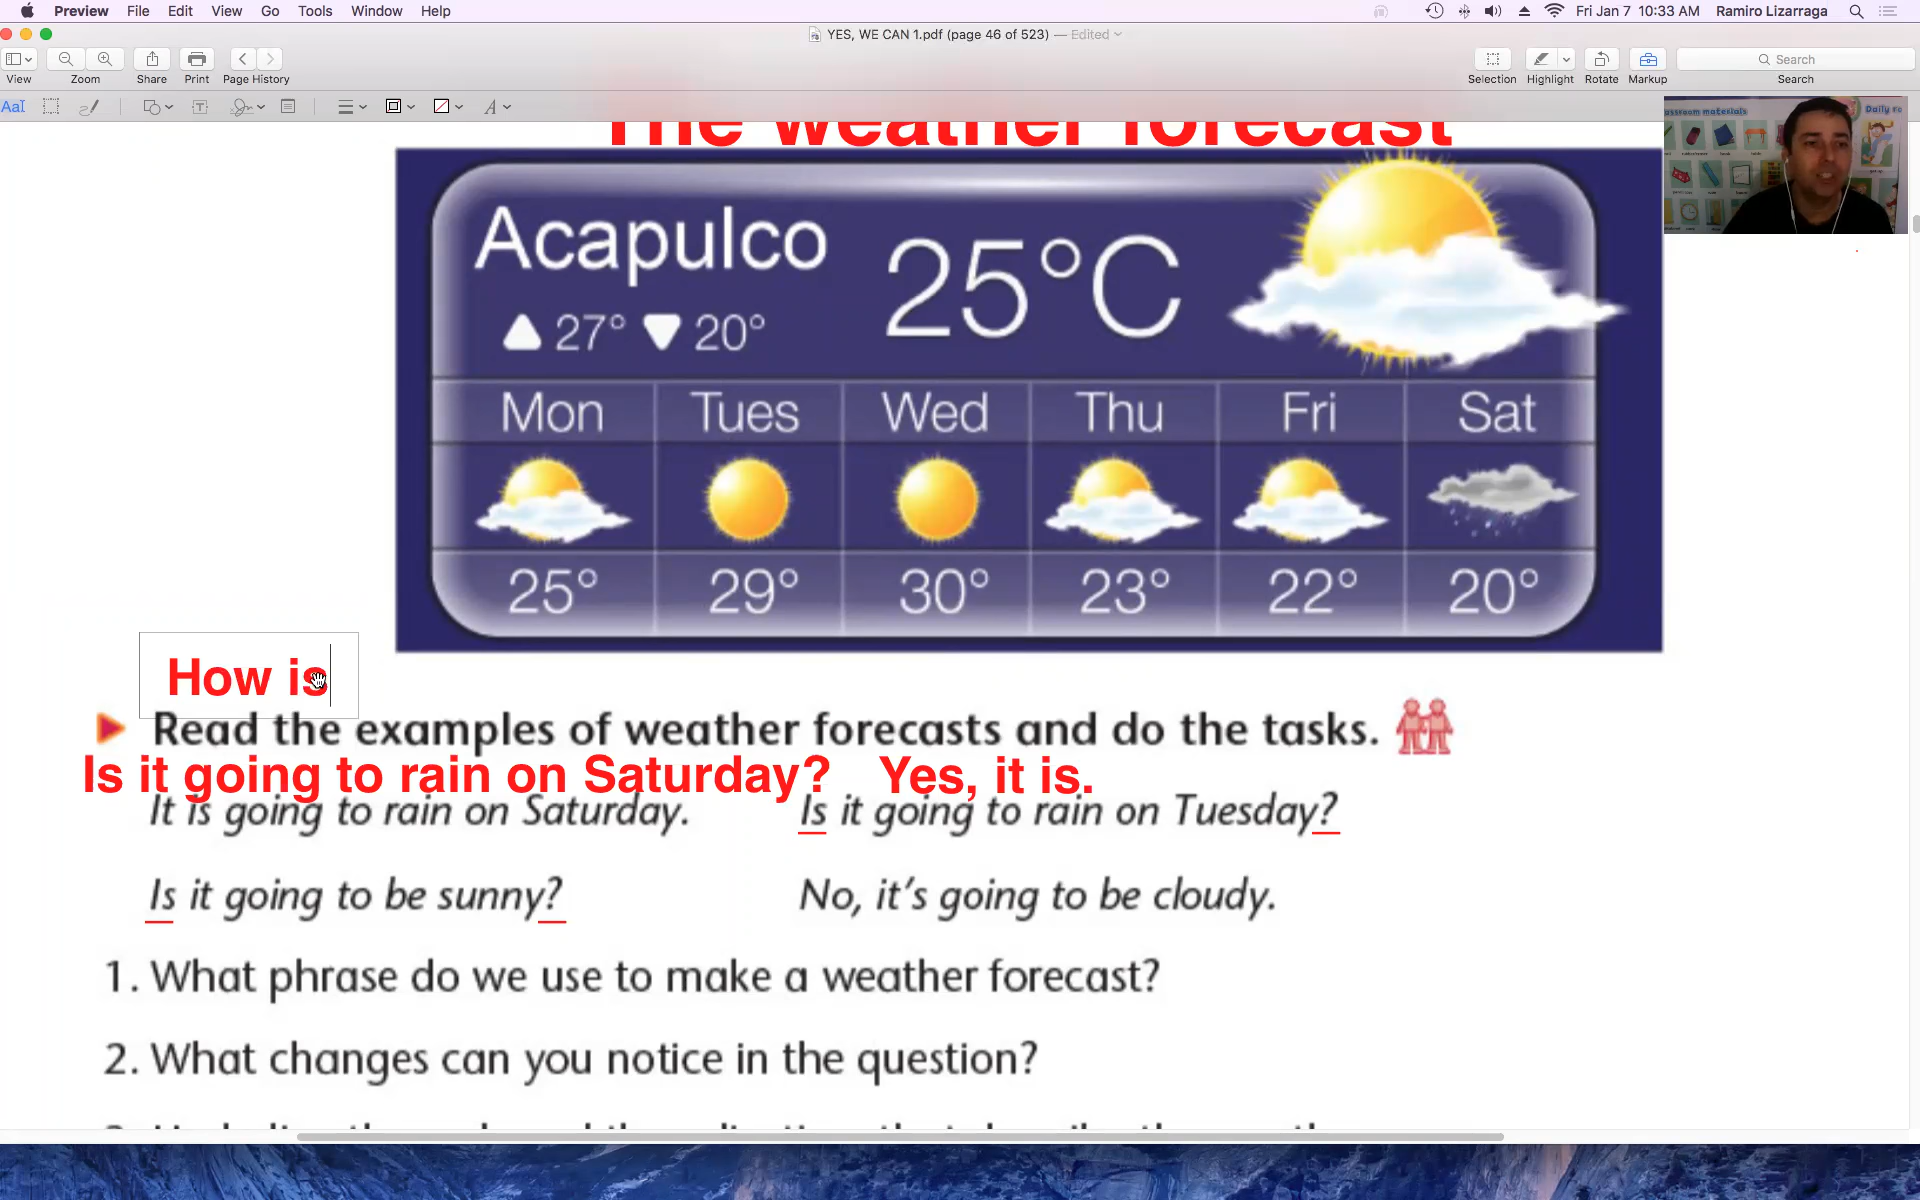 Preview File Edit View Go Tools Window Help Fri Jan 7 10:33 AM Ramiro Lizarraga
YES, WE CAN 1.pdf (page 46 of 523) — Edited
View Zoom Share Print Page History Selection Highlight Rotate Markup Search
Search
The weather forecast
Daily
Acapulco 25°C
▲ 27° ▼ 20°
Mon Tues Wed Thu Fri Sat
25° 29° 30° 23° 22° 20°
How is
Read the examples of weather forecasts and do the tasks.
Is it going to rain on Saturday? Yes, it is.
It is going to rain on Saturday. Is it going to rain on Tuesday?
Is it going to be sunny? No, it's going to be cloudy.
1. What phrase do we use to make a weather forecast?
2. What changes can you notice in the question?